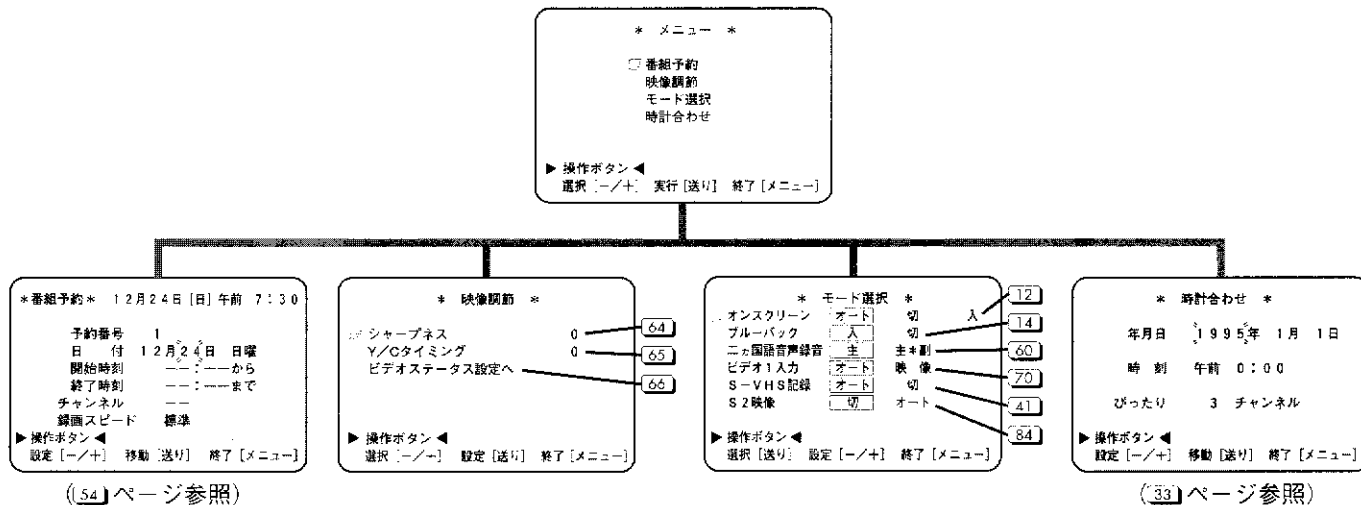 * メニュー *
番組予約
映像調節
モード選択
時計合わせ
▶ 操作ボタン ◀
選択 [−/+] 実行 [送り] 終了 [メニュー]
*番組予約* 12月24日 [日] 午前 7:30
予約番号 1
日 付 12月24日 日曜
開始時刻 −−:−−から
終了時刻 −−:−−まで
チャンネル −−
録画スピード 標準
▶ 操作ボタン ◀
設定 [−/+] 移動 [送り] 終了 [メニュー]
(54 ページ参照)
* 映像調節 *
シャープネス 0 64
Y/Cタイミング 0 65
ビデオステータス設定へ 66
▶ 操作ボタン ◀
選択 [−/+] 設定 [送り] 終了 [メニュー]
* モード選択 *
オンスクリーン オート 切 入 12
ブルーバック 入 切 14
二ヵ国語音声録音 主 主*副 60
ビデオ1入力 オート 映像 70
S−VHS記録 オート 切 41
S2映像 切 オート 84
▶ 操作ボタン ◀
選択 [送り] 設定 [−/+] 終了 [メニュー]
* 時計合わせ *
年月日 1995年 1月 1日
時 刻 午前 0:00
ぴったり 3 チャンネル
▶ 操作ボタン ◀
設定 [−/+] 移動 [送り] 終了 [メニュー]
(33 ページ参照)